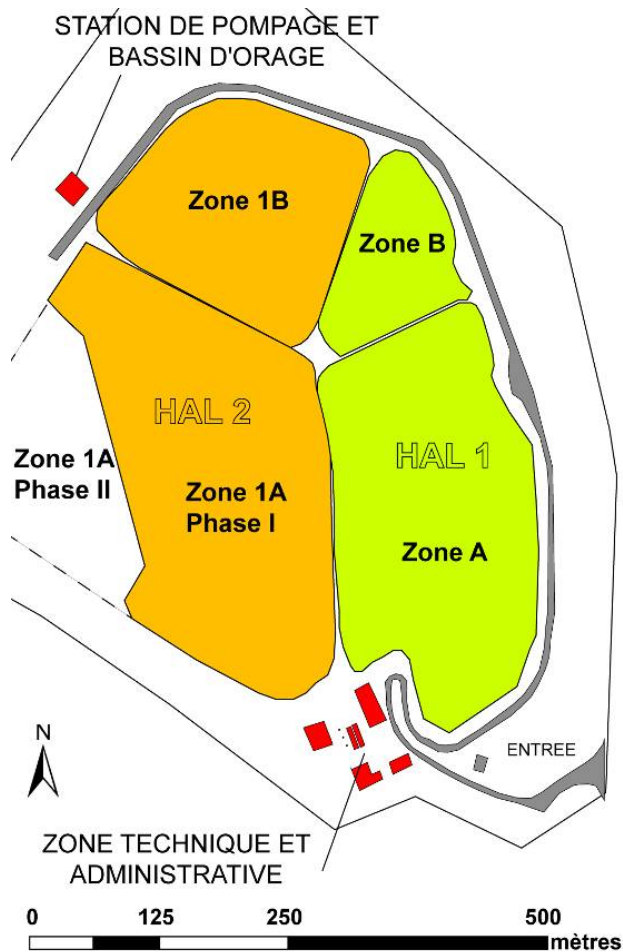 STATION DE POMPAGE ET
BASSIN D'ORAGE
Zone 1B
Zone B
HAL 2
HAL 1
Zone 1A
Phase II
Zone 1A
Phase I
Zone A
N
ENTREE
ZONE TECHNIQUE ET
ADMINISTRATIVE
0 125 250 500
mètres